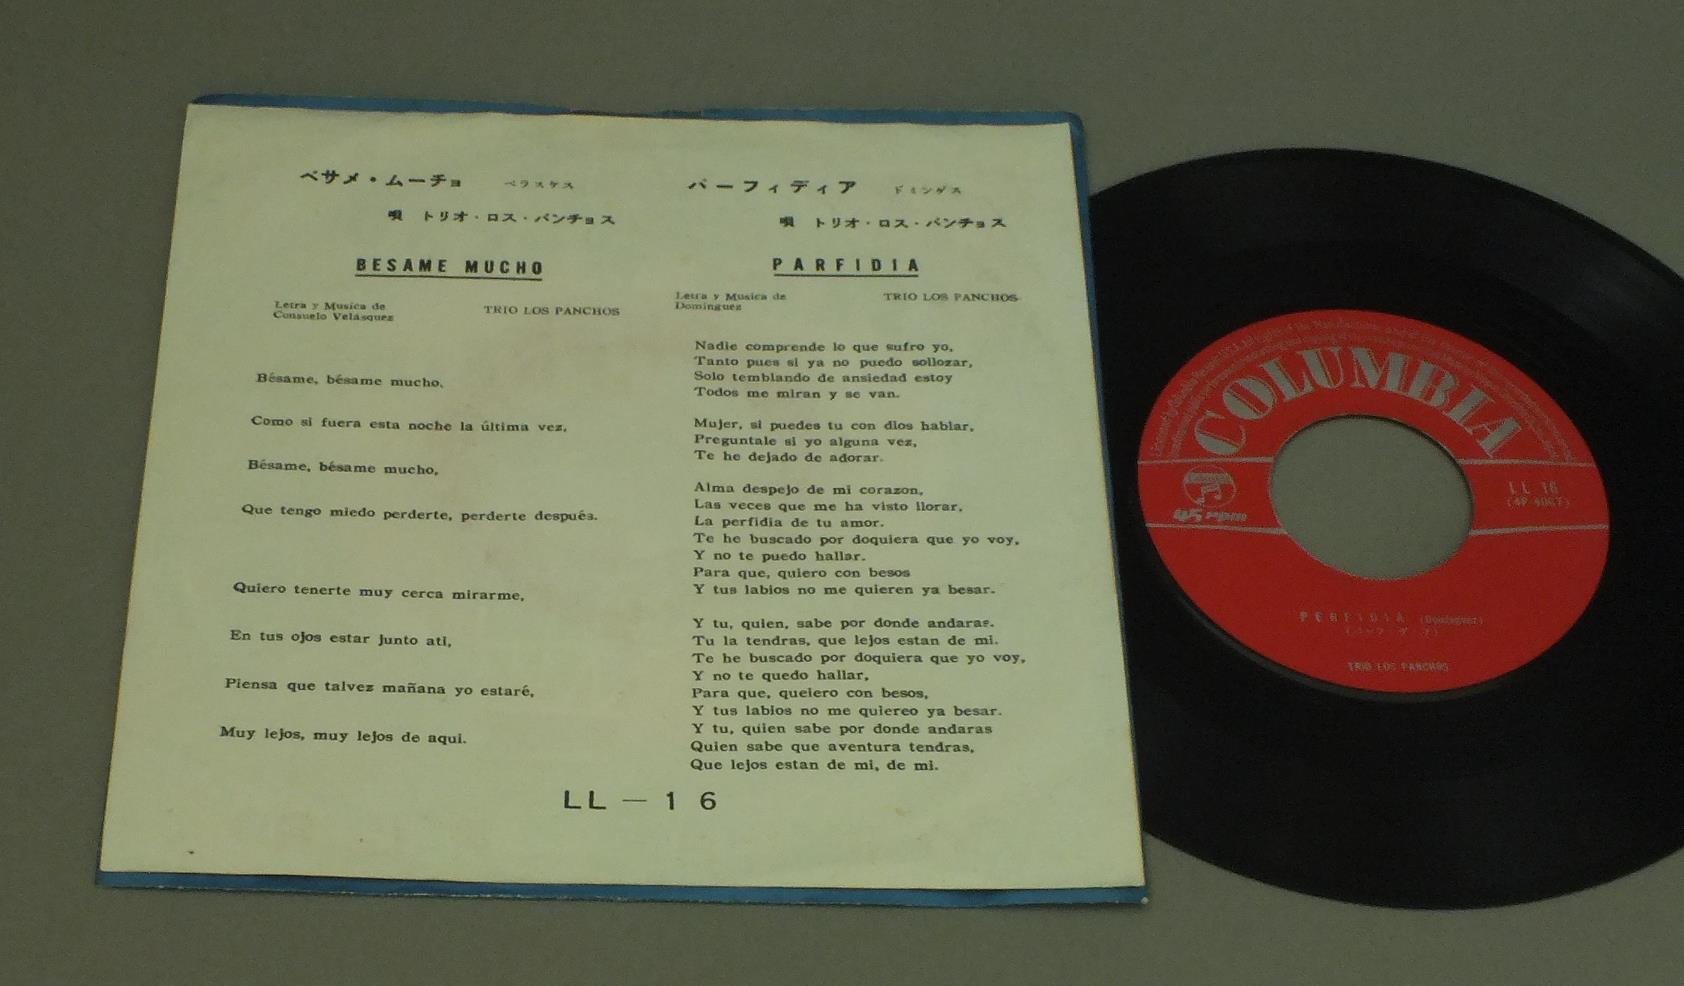 ベサメ・ムーチョ ベラスケス
唄 トリオ・ロス・パンチョス
BESAME MUCHO
Letra y Musica de
Consuelo Velásquez
TRIO LOS PANCHOS
Bésame, bésame mucho,
Como si fuera esta noche la última vez,
Bésame, bésame mucho,
Que tengo miedo perderte, perderte después.
Quiero tenerte muy cerca mirarme,
En tus ojos estar junto ati,
Piensa que talvez mañana yo estaré,
Muy lejos, muy lejos de aqui.
パーフィディア ドミンゲス
唄 トリオ・ロス・パンチョス
PARFIDIA
Letra y Musica de
Dominguez
TRIO LOS PANCHOS
Nadie comprende lo que sufro yo,
Tanto pues si ya no puedo sollozar,
Solo temblando de ansiedad estoy
Todos me miran y se van.
Mujer, si puedes tu con dios hablar,
Preguntale si yo alguna vez,
Te he dejado de adorar.
Alma despejo de mi corazon,
Las veces que me ha visto llorar,
La perfidia de tu amor.
Te he buscado por doquiera que yo voy,
Y no te puedo hallar.
Para que, quiero con besos
Y tus labios no me quieren ya besar.
Y tu, quien, sabe por donde andaras.
Tu la tendras, que lejos estan de mi.
Te he buscado por doquiera que yo voy,
Y no te quedo hallar,
Para que, queiero con besos,
Y tus labios no me quiereo ya besar.
Y tu, quien sabe por donde andaras
Quien sabe que aventura tendras,
Que lejos estan de mi, de mi.
LL－16
COLUMBIA
45 rpm
LL 16
PERFIDIA (Dominguez)
TRIO LOS PANCHOS